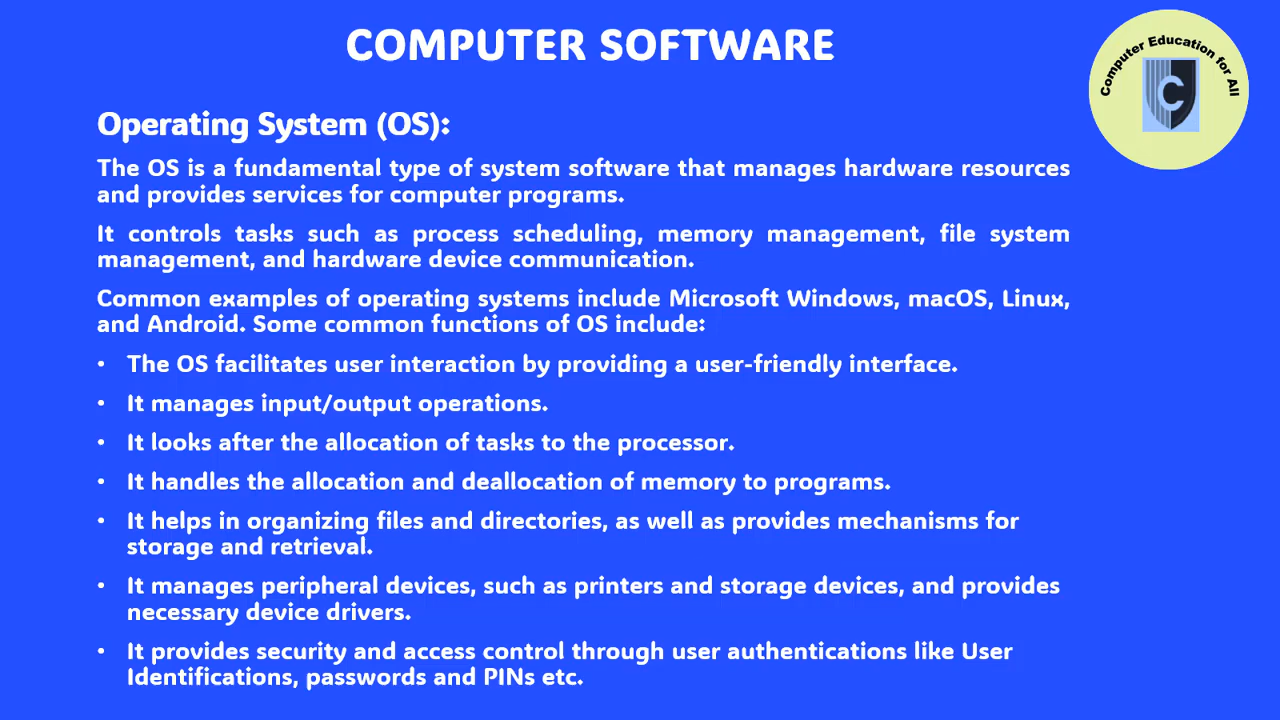 COMPUTER SOFTWARE
Computer Education for All
C
Operating System (OS):
The OS is a fundamental type of system software that manages hardware resources
and provides services for computer programs.
It controls tasks such as process scheduling, memory management, file system
management, and hardware device communication.
Common examples of operating systems include Microsoft Windows, macOS, Linux,
and Android. Some common functions of OS include:
• The OS facilitates user interaction by providing a user-friendly interface.
• It manages input/output operations.
• It looks after the allocation of tasks to the processor.
• It handles the allocation and deallocation of memory to programs.
• It helps in organizing files and directories, as well as provides mechanisms for
storage and retrieval.
• It manages peripheral devices, such as printers and storage devices, and provides
necessary device drivers.
• It provides security and access control through user authentications like User
Identifications, passwords and PINs etc.